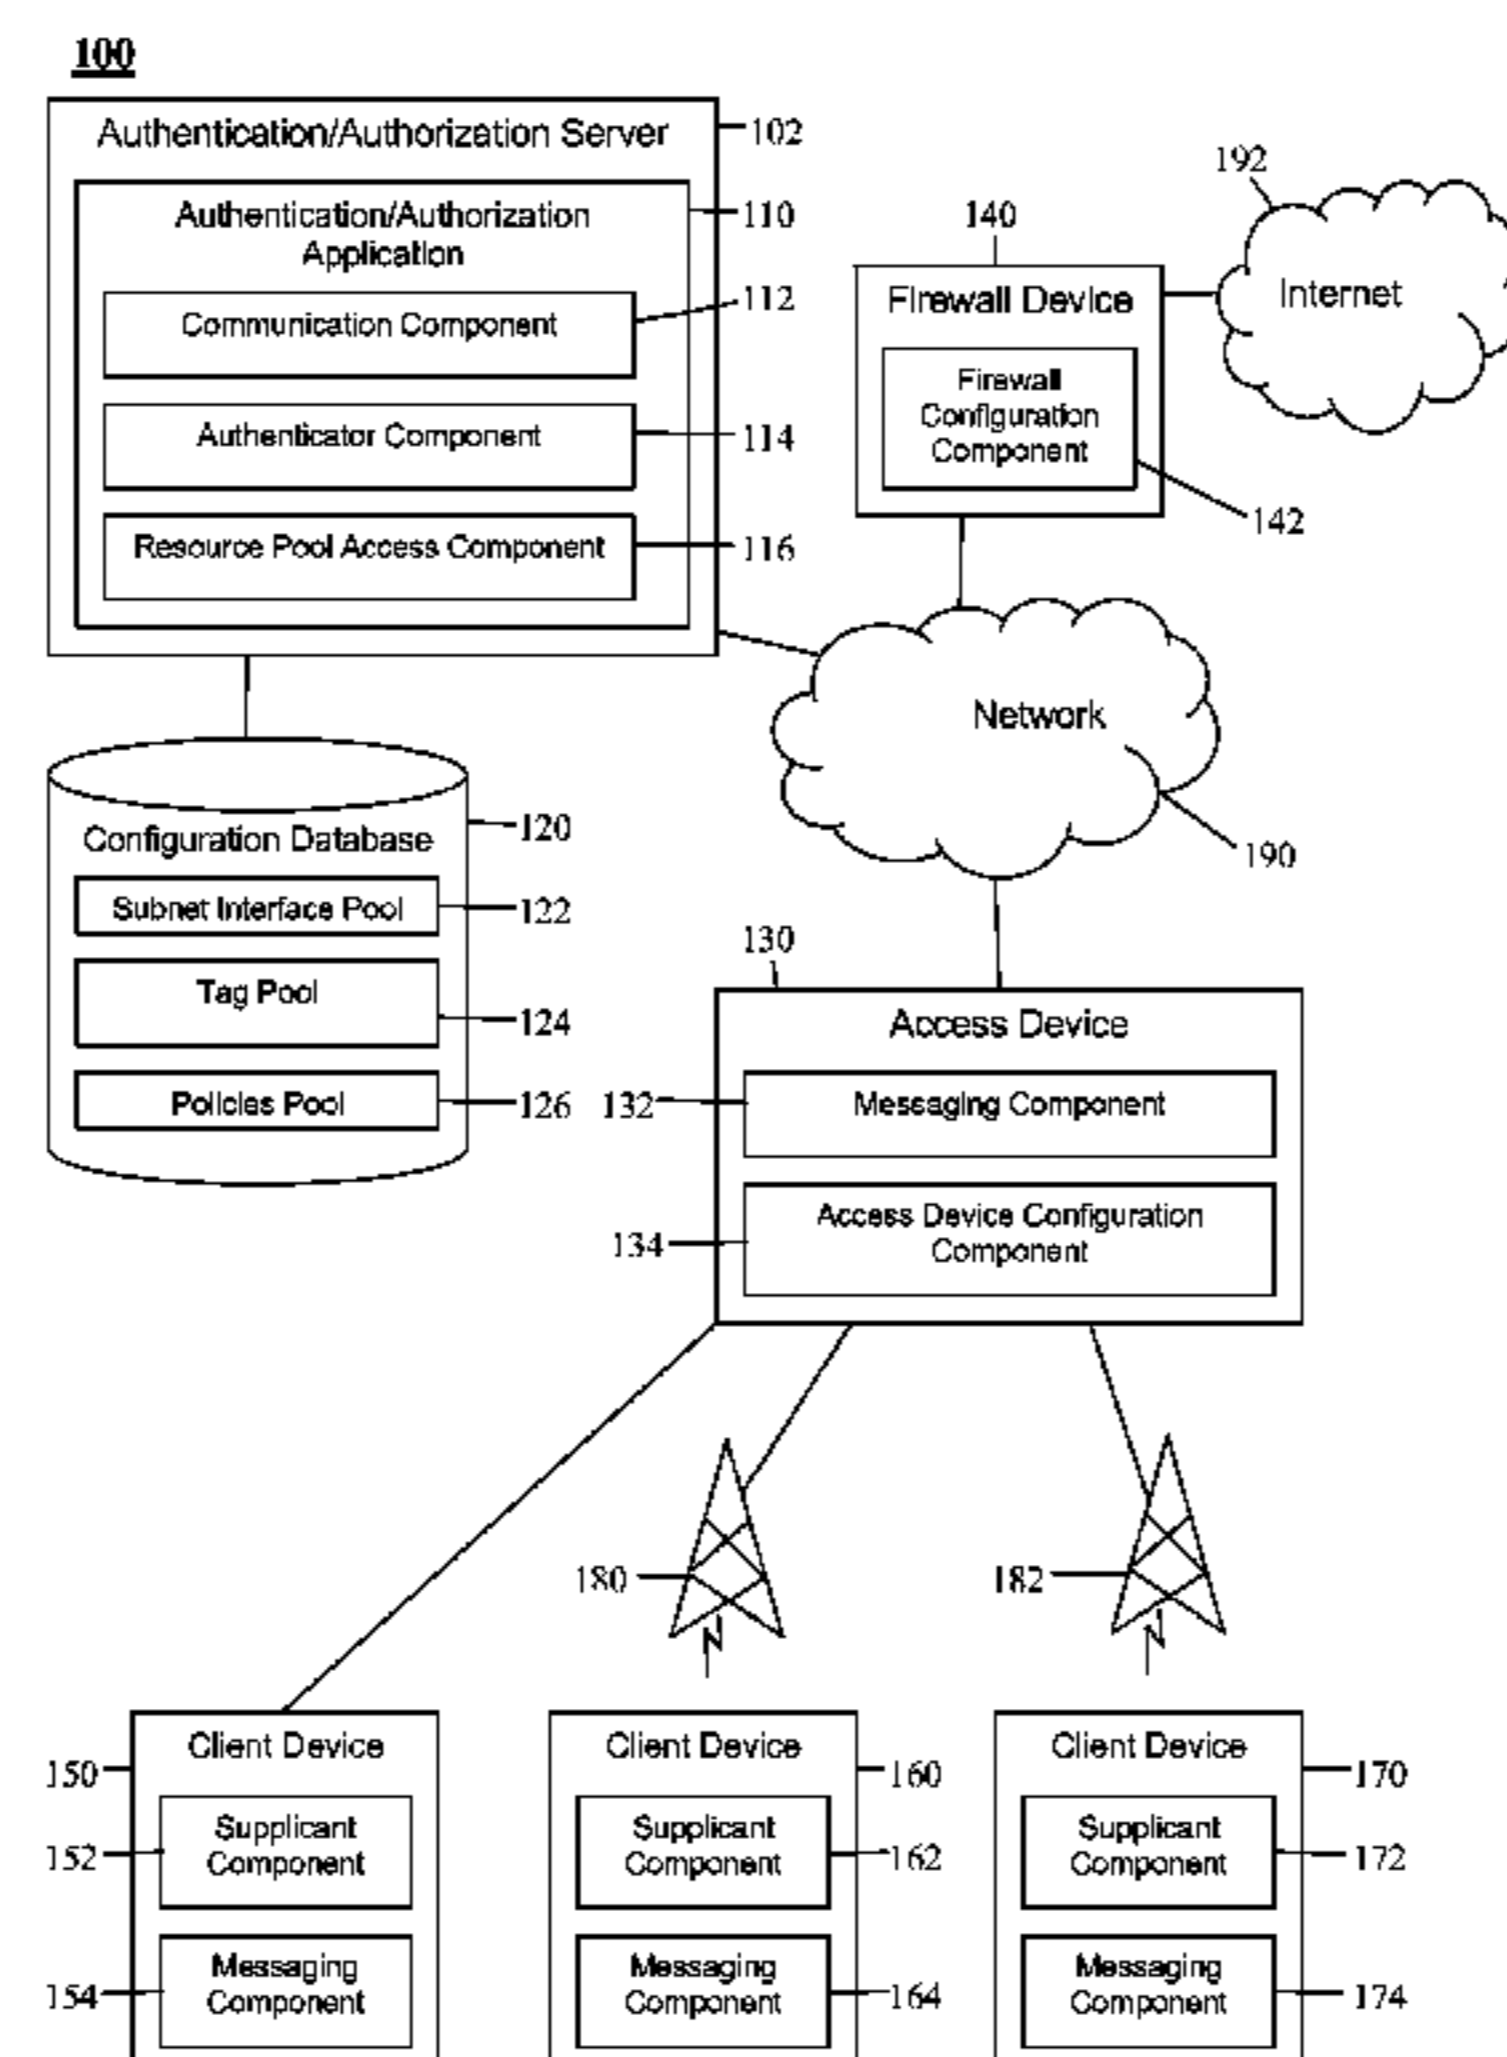 100
Authentication/Authorization Server
102
Authentication/Authorization
Application
110
Communication Component
112
Authenticator Component
114
Resource Pool Access Component
116
140
Firewall Device
Firewall
Configuration
Component
142
192
Internet
Network
190
Configuration Database
120
Subnet Interface Pool
122
Tag Pool
124
Policies Pool
126
130
Access Device
132
Messaging Component
134
Access Device Configuration
Component
180
182
Client Device
150
Supplicant
Component
152
Messaging
Component
154
Client Device
160
Supplicant
Component
162
Messaging
Component
164
Client Device
170
Supplicant
Component
172
Messaging
Component
174